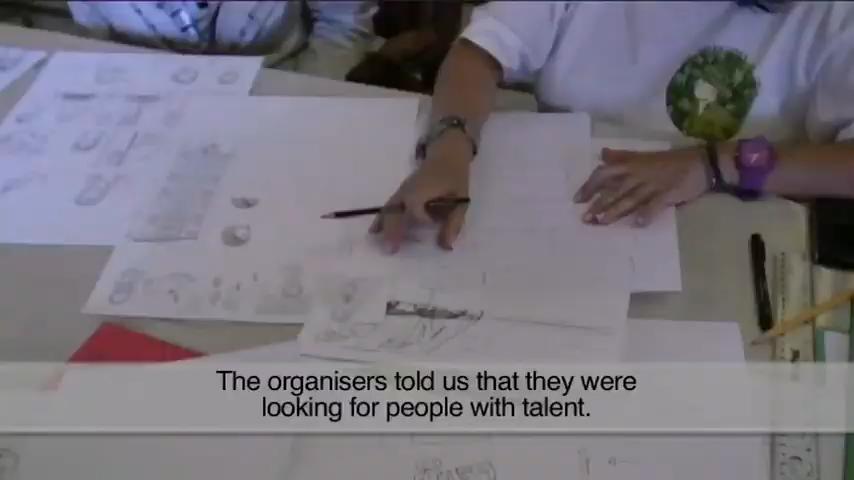 The organisers told us that they were
looking for people with talent.